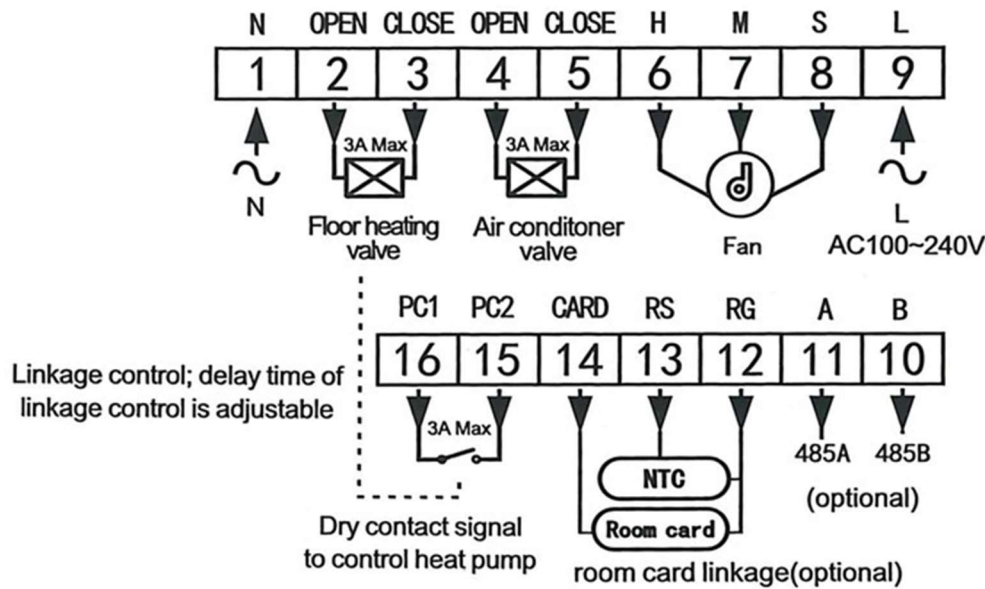 N OPEN CLOSE OPEN CLOSE H M S L
1 2 3 4 5 6 7 8 9
3A Max 3A Max
N Floor heating valve Air conditoner valve Fan L
AC100~240V
PC1 PC2 CARD RS RG A B
16 15 14 13 12 11 10
Linkage control; delay time of
linkage control is adjustable
3A Max
485A 485B
NTC
(optional)
Room card
Dry contact signal
to control heat pump
room card linkage(optional)